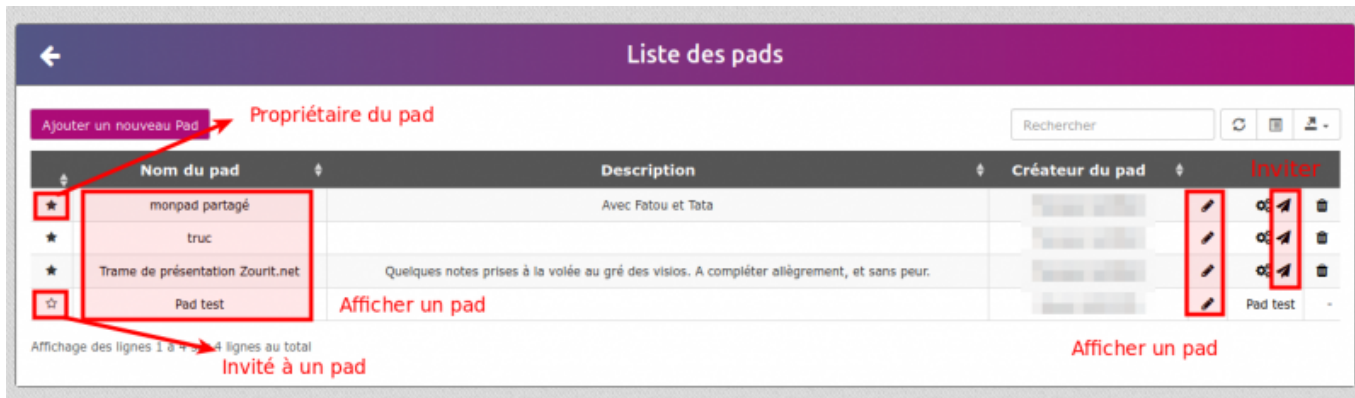 Liste des pads
Ajouter un nouveau Pad
Propriétaire du pad
Rechercher
Nom du pad Description Créateur du pad Inviter
monpad partagé Avec Fatou et Tata
truc
Trame de présentation Zourit.net Quelques notes prises à la volée au gré des visios. A compléter allègrement, et sans peur.
Pad test Afficher un pad Pad test -
Affichage des lignes 1 à 4 4 lignes au total
Afficher un pad
Invité à un pad